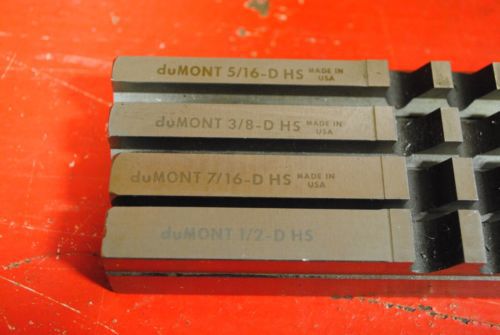 duMONT 5/16-D HS MADE IN USA
duMONT 3/8-D HS MADE IN USA
duMONT 7/16-D HS MADE IN USA
duMONT 1/2-D HS